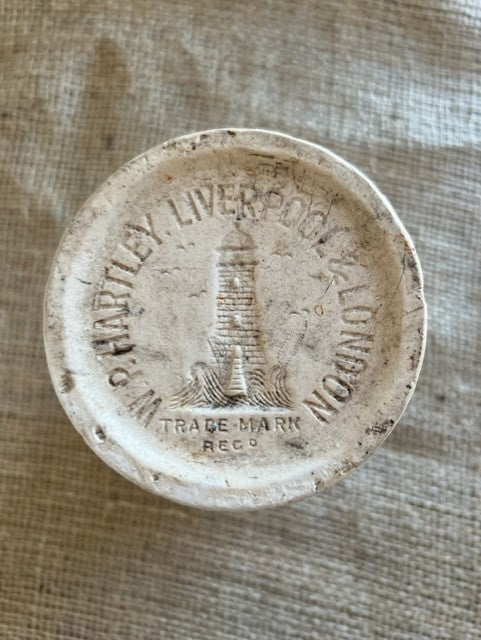 W. P. HARTLEY. LIVERPOOL & LONDON
TRADE MARK
REGD